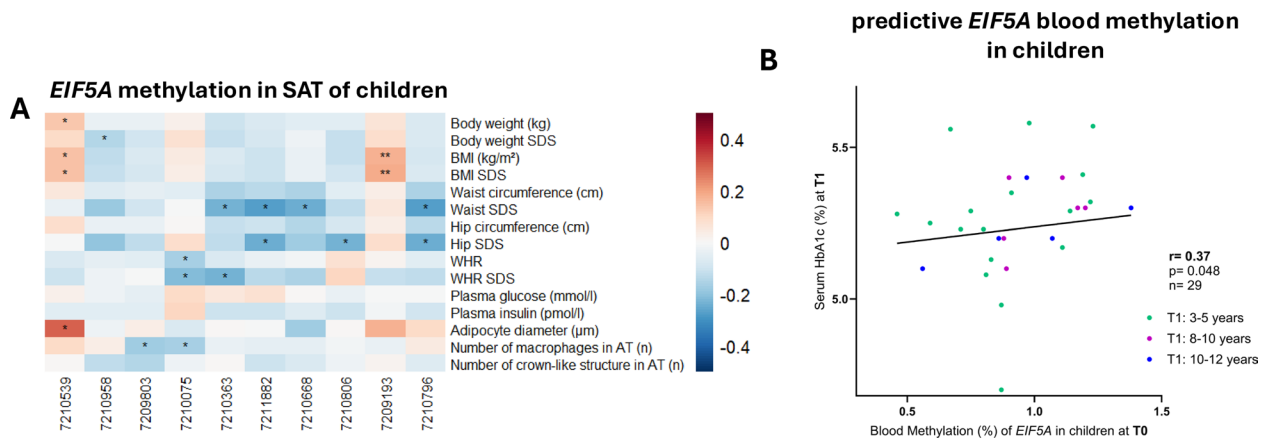 A
EIF5A methylation in SAT of children
* * * * ** * ** * * * * * * * * * * * * *
Body weight (kg)
Body weight SDS
BMI (kg/m²)
BMI SDS
Waist circumference (cm)
Waist SDS
Hip circumference (cm)
Hip SDS
WHR
WHR SDS
Plasma glucose (mmol/l)
Plasma insulin (pmol/l)
Adipocyte diameter (µm)
Number of macrophages in AT (n)
Number of crown-like structure in AT (n)
7210539
7210958
7209803
7210075
7210363
7211882
7210668
7210806
7209193
7210796
0.4
0.2
0
-0.2
-0.4
B
predictive EIF5A blood methylation
in children
Serum HbA1c (%) at T1
5.5
5.0
0.5
1.0
1.5
Blood Methylation (%) of EIF5A in children at T0
r= 0.37
p= 0.048
n= 29
T1: 3-5 years
T1: 8-10 years
T1: 10-12 years